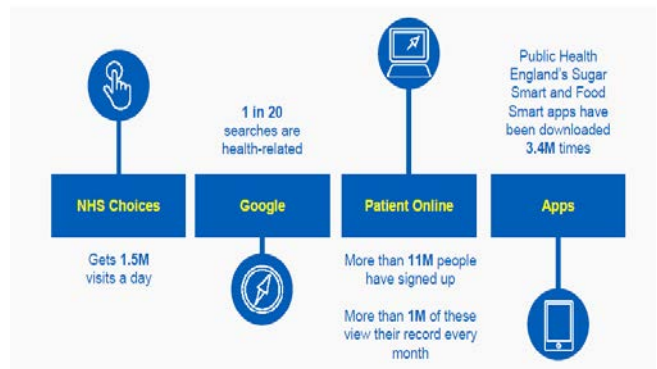 NHS Choices
Gets 1.5M
visits a day
1 in 20
searches are
health-related
Google
Patient Online
More than 11M people
have signed up
More than 1M of these
view their record every
month
Public Health
England's Sugar
Smart and Food
Smart apps have
been downloaded
3.4M times
Apps